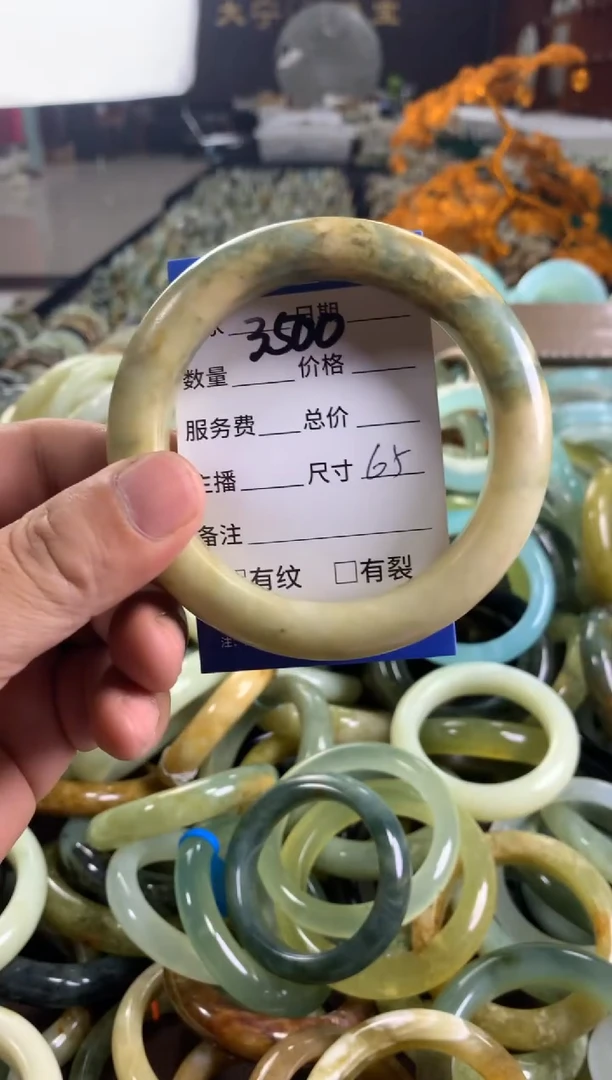 日期
3500
数量 价格
服务费 总价
主播 尺寸 65
备注
□有纹 □有裂
注: